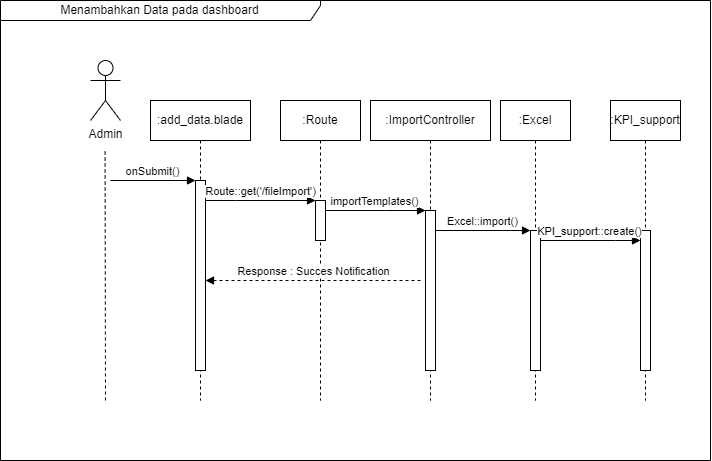 Menambahkan Data pada dashboard
Admin
:add_data.blade
:Route
:ImportController
:Excel
:KPI_support
onSubmit()
Route::get('/fileImport')
importTemplates()
Excel::import()
KPI_support::create()
Response : Succes Notification